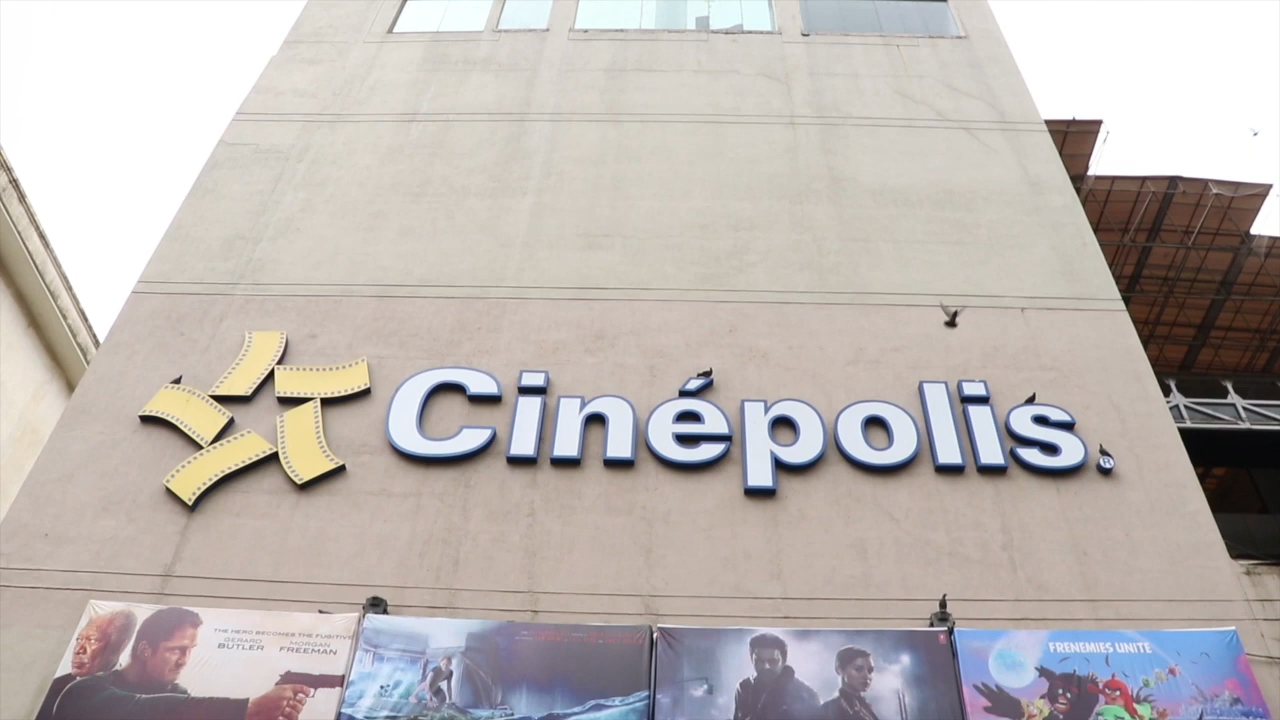 Cinépolis®
THE HERO BECOMES THE FUGITIVE
GERARD BUTLER
MORGAN FREEMAN
FRENEMIES UNITE